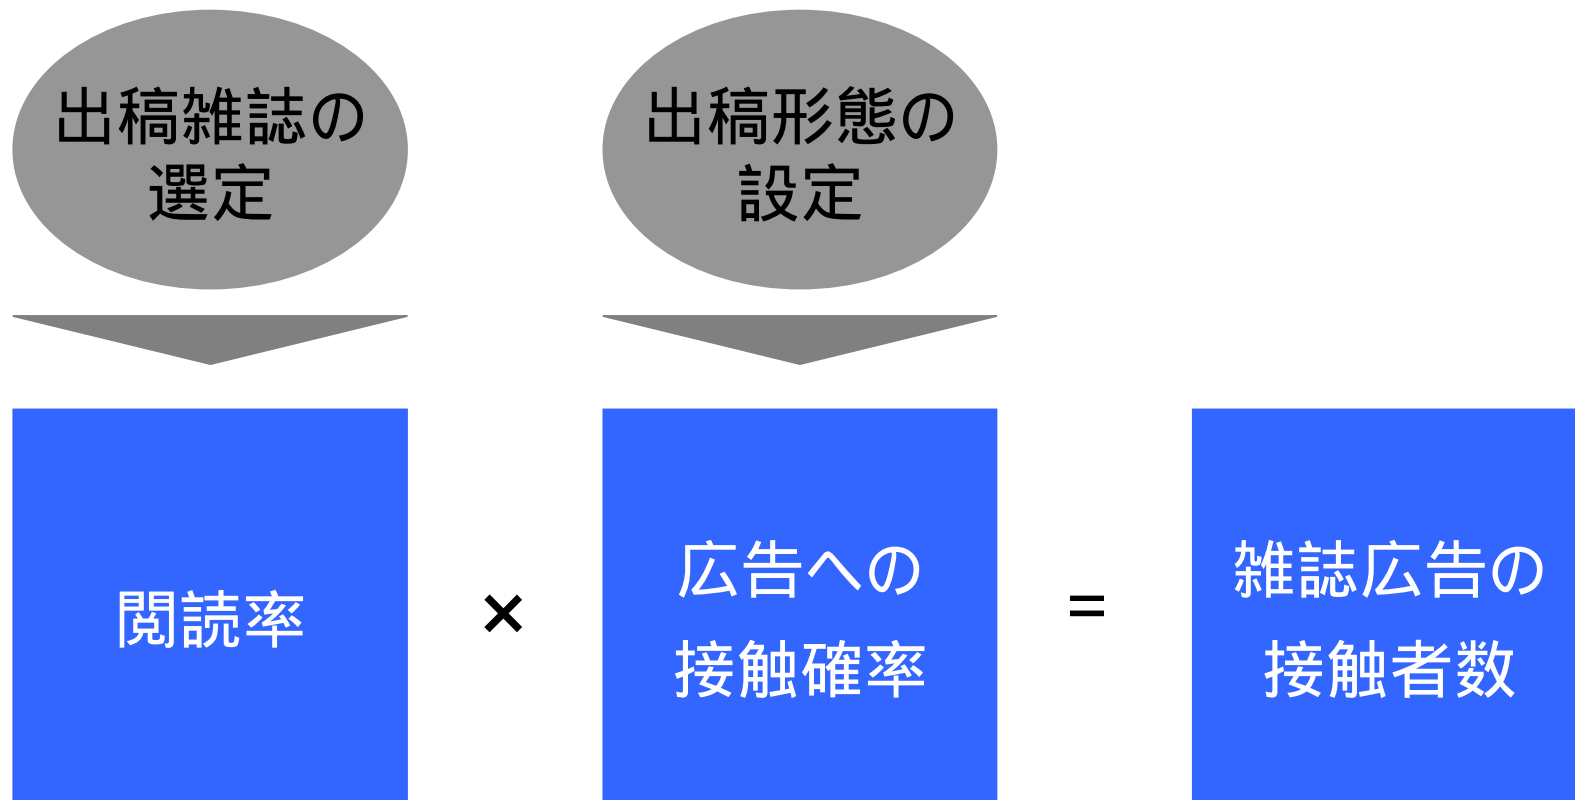 出稿雑誌の
選定
出稿形態の
設定
閲読率
×
広告への
接触確率
=
雑誌広告の
接触者数